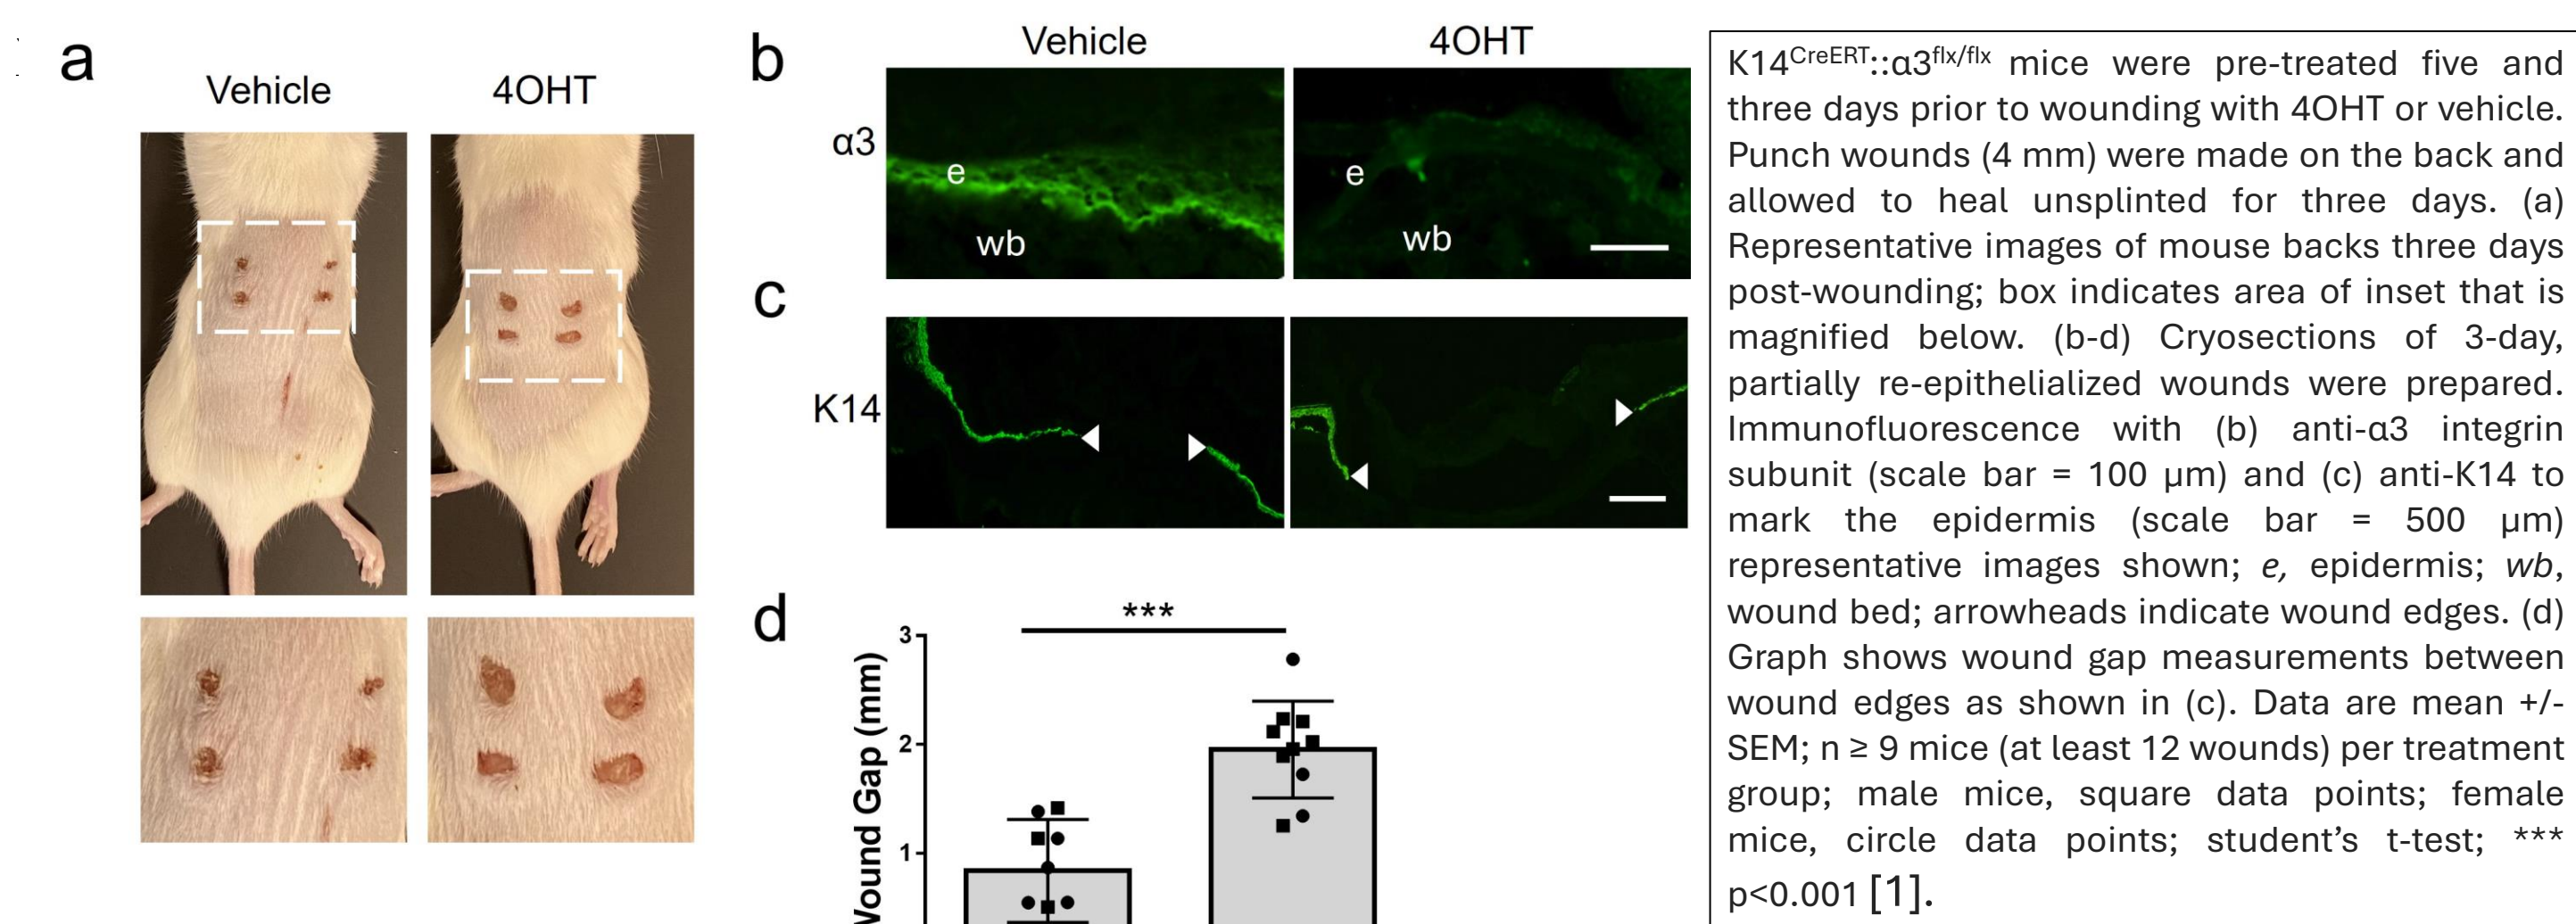 a
Vehicle 4OHT
b
Vehicle 4OHT
α3
e
wb
e
wb
c
K14
d
***
3
2
1
Wound Gap (mm)
K14CreERT::α3flx/flx mice were pre-treated five and
three days prior to wounding with 4OHT or vehicle.
Punch wounds (4 mm) were made on the back and
allowed to heal unsplinted for three days. (a)
Representative images of mouse backs three days
post-wounding; box indicates area of inset that is
magnified below. (b-d) Cryosections of 3-day,
partially re-epithelialized wounds were prepared.
Immunofluorescence with (b) anti-α3 integrin
subunit (scale bar = 100 μm) and (c) anti-K14 to
mark the epidermis (scale bar = 500 μm)
representative images shown; e, epidermis; wb,
wound bed; arrowheads indicate wound edges. (d)
Graph shows wound gap measurements between
wound edges as shown in (c). Data are mean +/-
SEM; n ≥ 9 mice (at least 12 wounds) per treatment
group; male mice, square data points; female
mice, circle data points; student’s t-test; ***
p<0.001 [1].